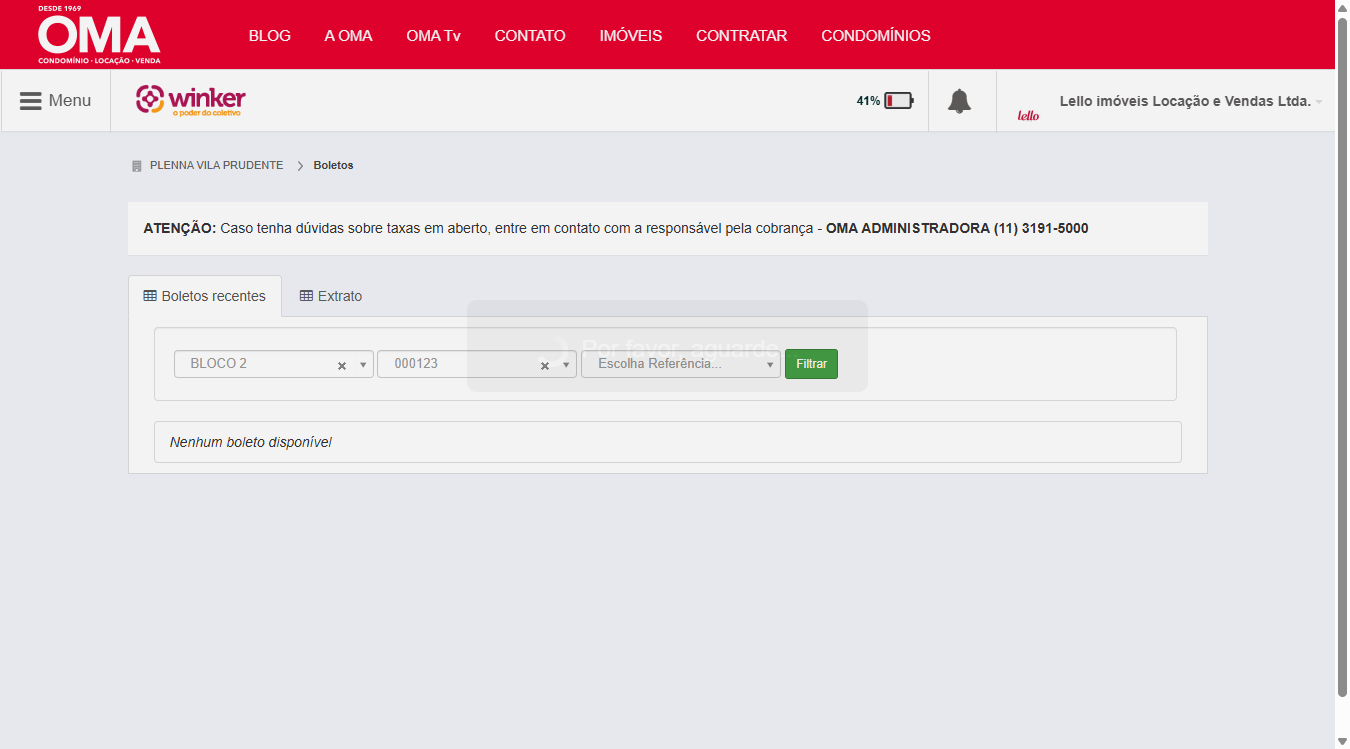 DESDE 1969
OMA
CONDOMÍNIO · LOCAÇÃO · VENDA
BLOG A OMA OMA Tv CONTATO IMÓVEIS CONTRATAR CONDOMÍNIOS
Menu
winker
o poder do coletivo
41%
lello
Lello imóveis Locação e Vendas Ltda.
PLENNA VILA PRUDENTE > Boletos
ATENÇÃO: Caso tenha dúvidas sobre taxas em aberto, entre em contato com a responsável pela cobrança - OMA ADMINISTRADORA (11) 3191-5000
Boletos recentes Extrato
Por favor, aguarde...
BLOCO 2 × 000123 × Escolha Referência... Filtrar
Nenhum boleto disponível